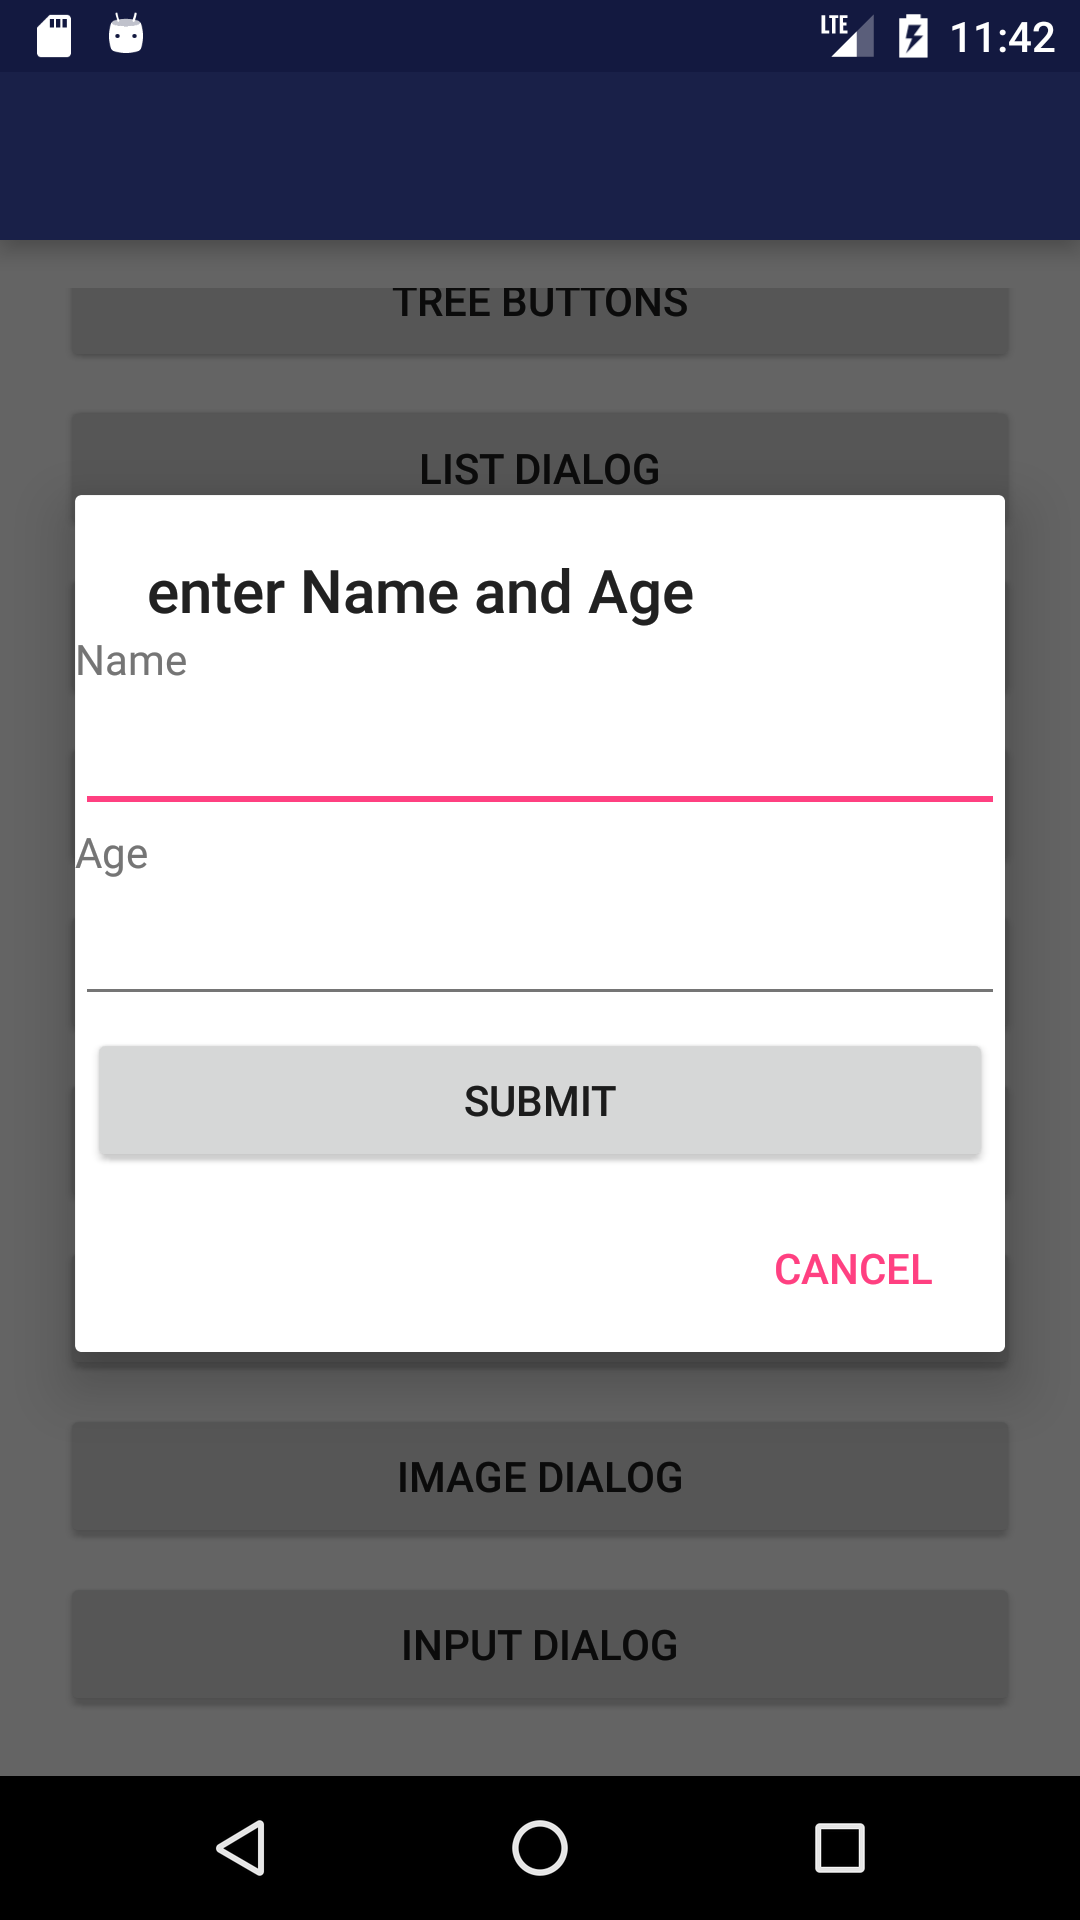 LTE 11:42
TREE BUTTONS
LIST DIALOG
enter Name and Age
Name
Age
SUBMIT
CANCEL
IMAGE DIALOG
INPUT DIALOG